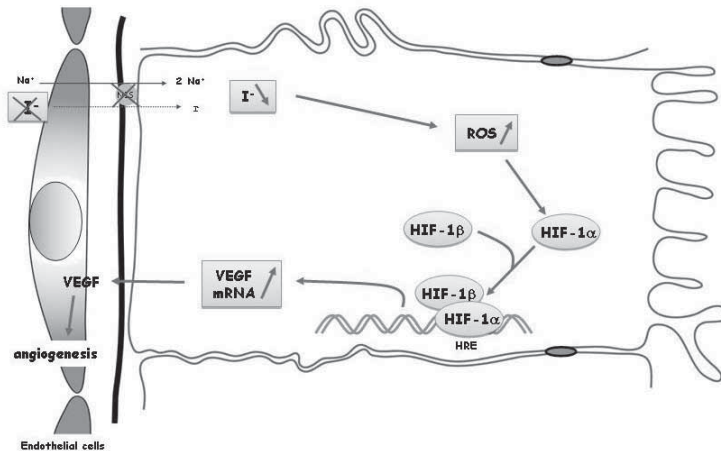 Na⁺
2 Na⁺
I⁻
NIS
I
I⁻
ROS
HIF-1β
HIF-1α
VEGF
VEGF
mRNA
HIF-1β
HIF-1α
HRE
angiogenesis
Endothelial cells